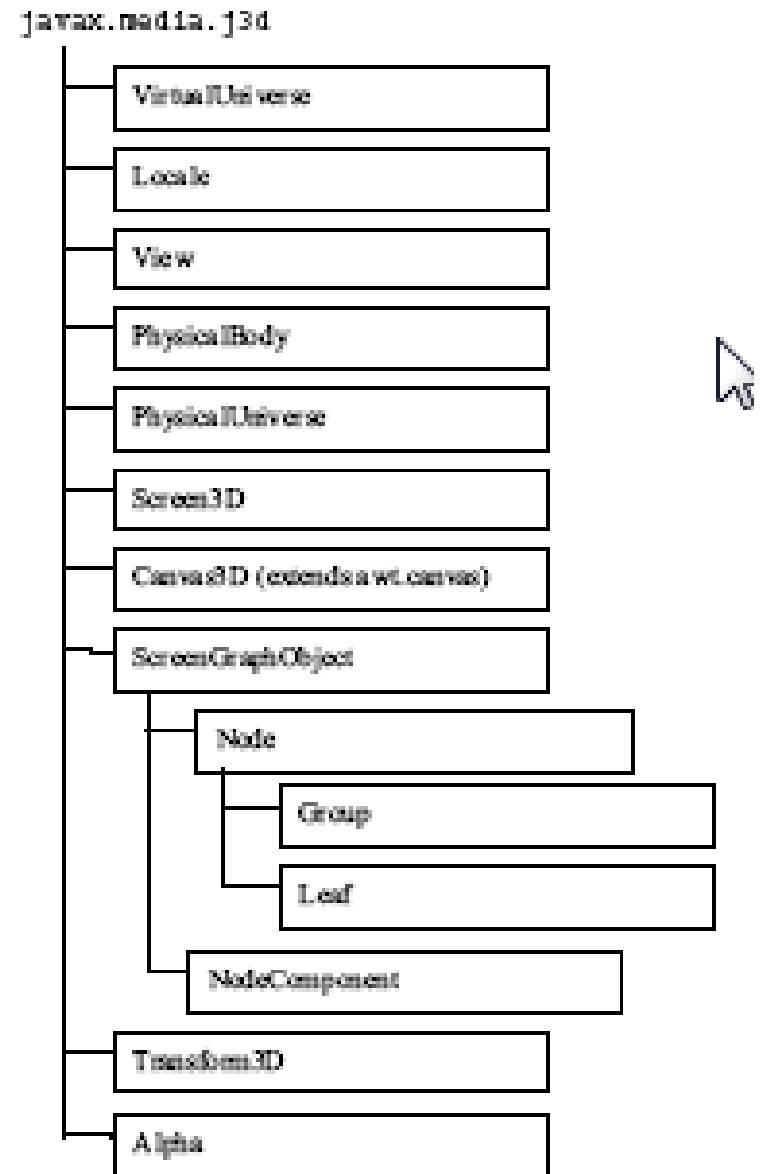 javax.media.j3d
VirtualUniverse
Locale
View
PhysicalBody
PhysicalUniverse
Screen3D
Canvas3D (extends awt.canvas)
ScreenGraphObject
Node
Group
Leaf
NodeComponent
Transform3D
Alpha